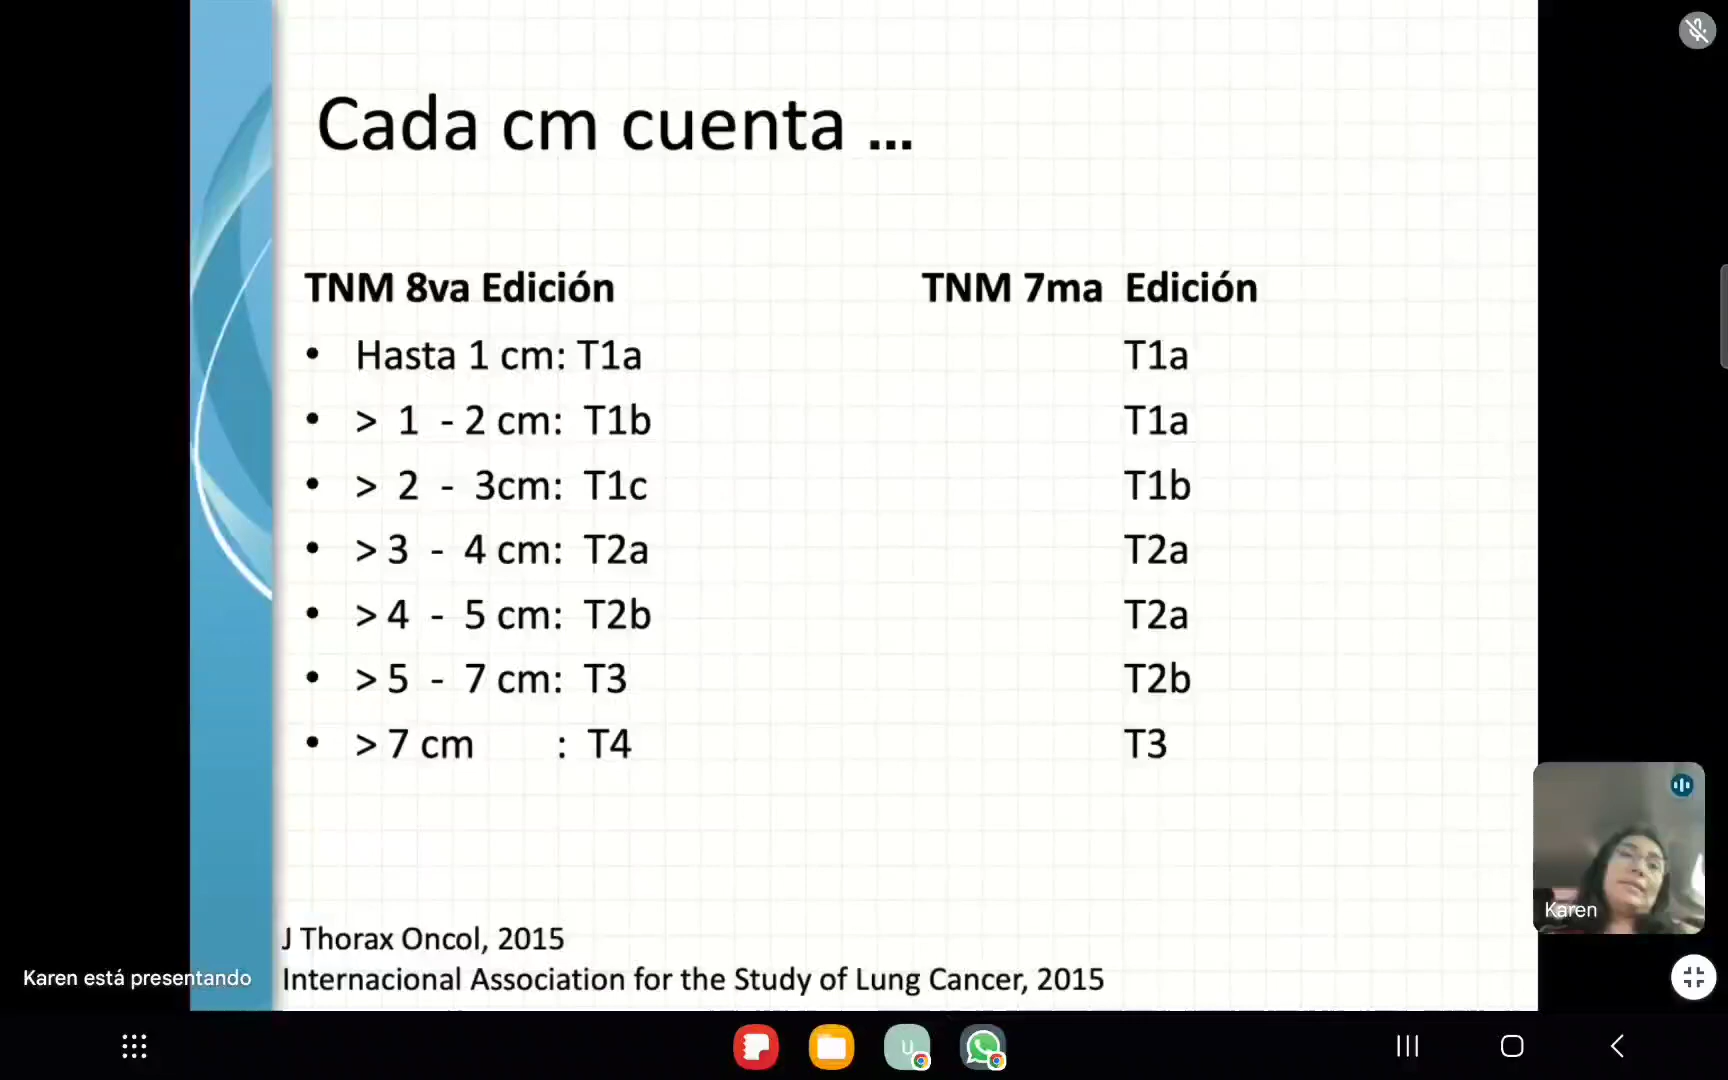 Cada cm cuenta ...
TNM 8va Edición TNM 7ma Edición
• Hasta 1 cm: T1a T1a
• > 1 - 2 cm: T1b T1a
• > 2 - 3cm: T1c T1b
• > 3 - 4 cm: T2a T2a
• > 4 - 5 cm: T2b T2a
• > 5 - 7 cm: T3 T2b
• > 7 cm : T4 T3
Karen
J Thorax Oncol, 2015
Karen está presentando
Internacional Association for the Study of Lung Cancer, 2015
U